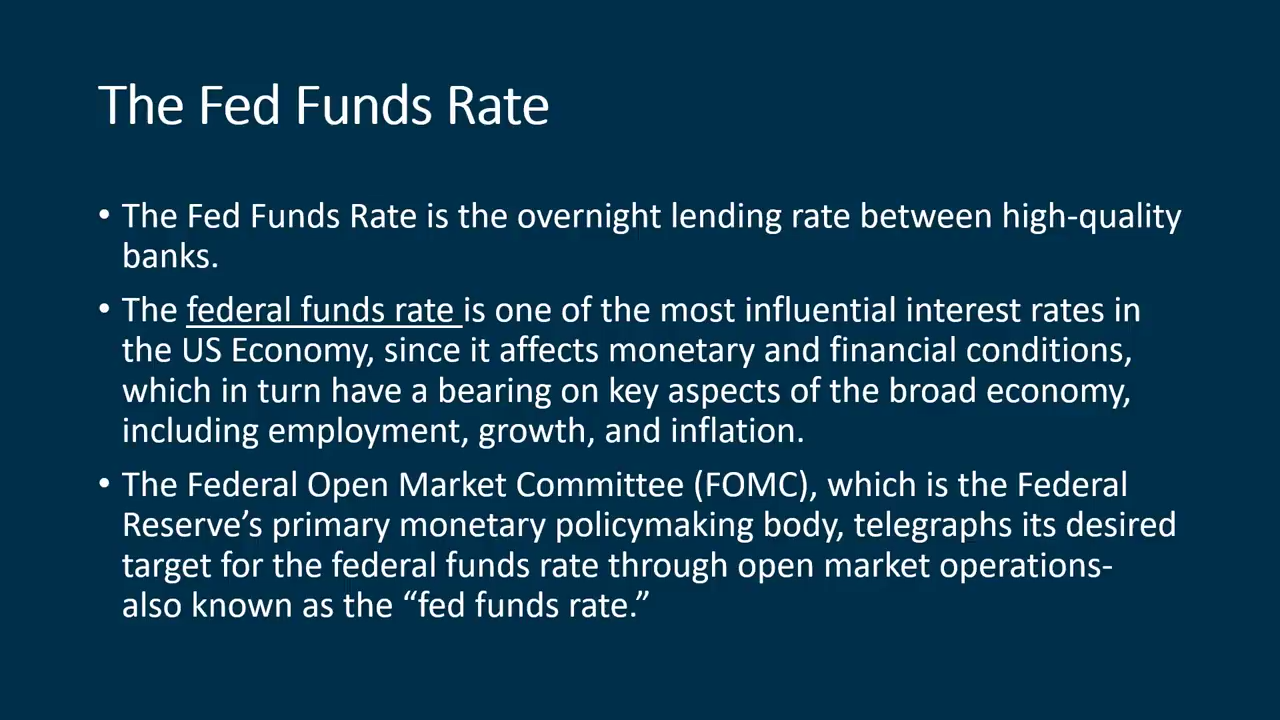 The Fed Funds Rate
• The Fed Funds Rate is the overnight lending rate between high-quality
banks.
• The federal funds rate is one of the most influential interest rates in
the US Economy, since it affects monetary and financial conditions,
which in turn have a bearing on key aspects of the broad economy,
including employment, growth, and inflation.
• The Federal Open Market Committee (FOMC), which is the Federal
Reserve’s primary monetary policymaking body, telegraphs its desired
target for the federal funds rate through open market operations-
also known as the “fed funds rate.”